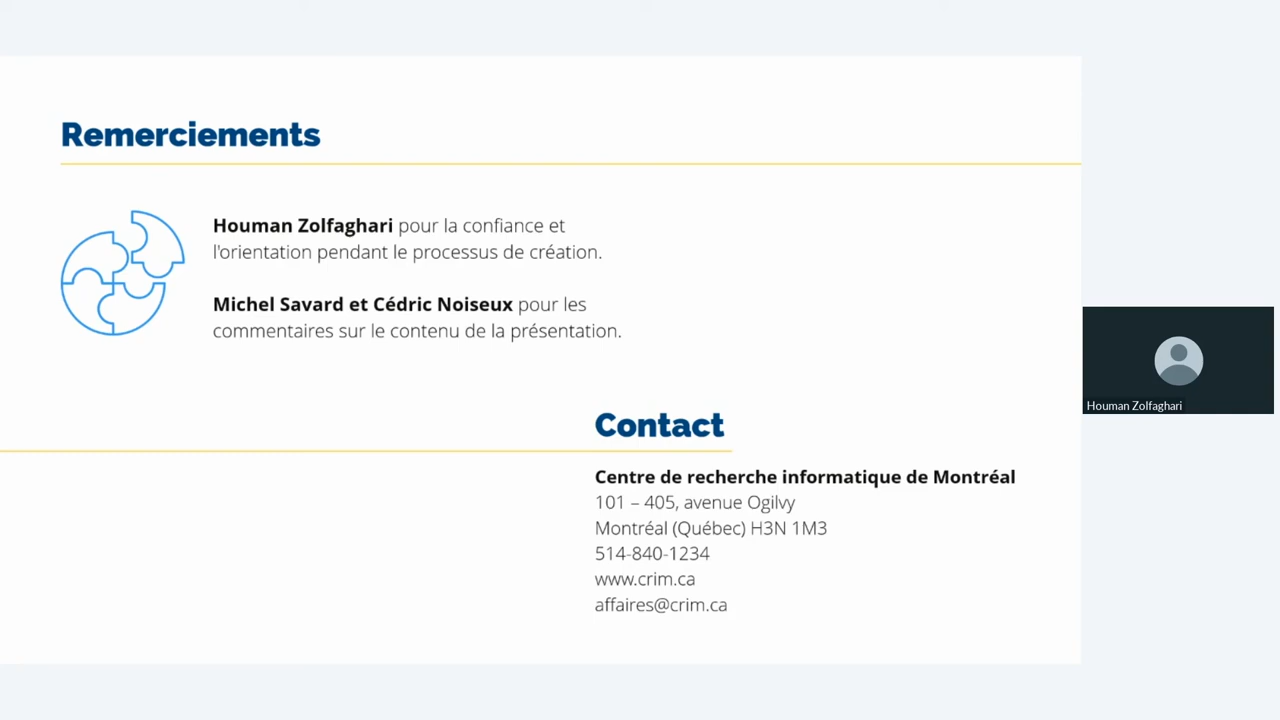 Remerciements
Houman Zolfaghari pour la confiance et
l'orientation pendant le processus de création.
Michel Savard et Cédric Noiseux pour les
commentaires sur le contenu de la présentation.
Houman Zolfaghari
Contact
Centre de recherche informatique de Montréal
101 – 405, avenue Ogilvy
Montréal (Québec) H3N 1M3
514-840-1234
www.crim.ca
affaires@crim.ca